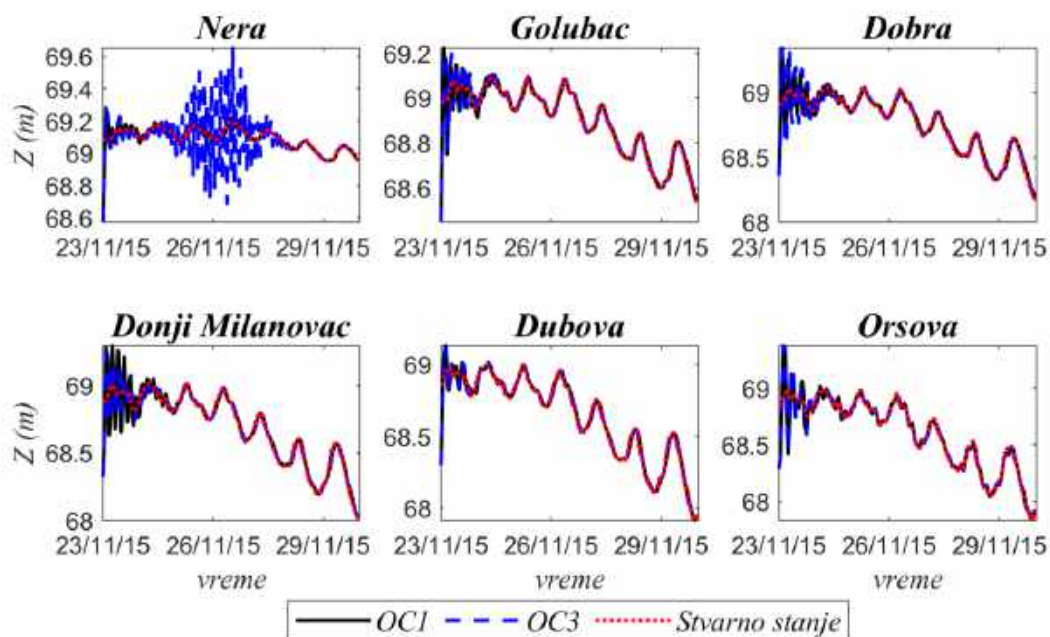 Nera Golubac Dobra
Z (m)
69.6
69.4
69.2
69
68.8
68.6
23/11/15 26/11/15 29/11/15
69.2
69
68.8
68.6
23/11/15 26/11/15 29/11/15
69
68.5
68
23/11/15 26/11/15 29/11/15
Donji Milanovac Dubova Orsova
Z (m)
69
68.5
68
23/11/15 26/11/15 29/11/15
vreme
69
68.5
68
23/11/15 26/11/15 29/11/15
vreme
69
68.5
68
23/11/15 26/11/15 29/11/15
vreme
OC1 OC3 Stvarno stanje